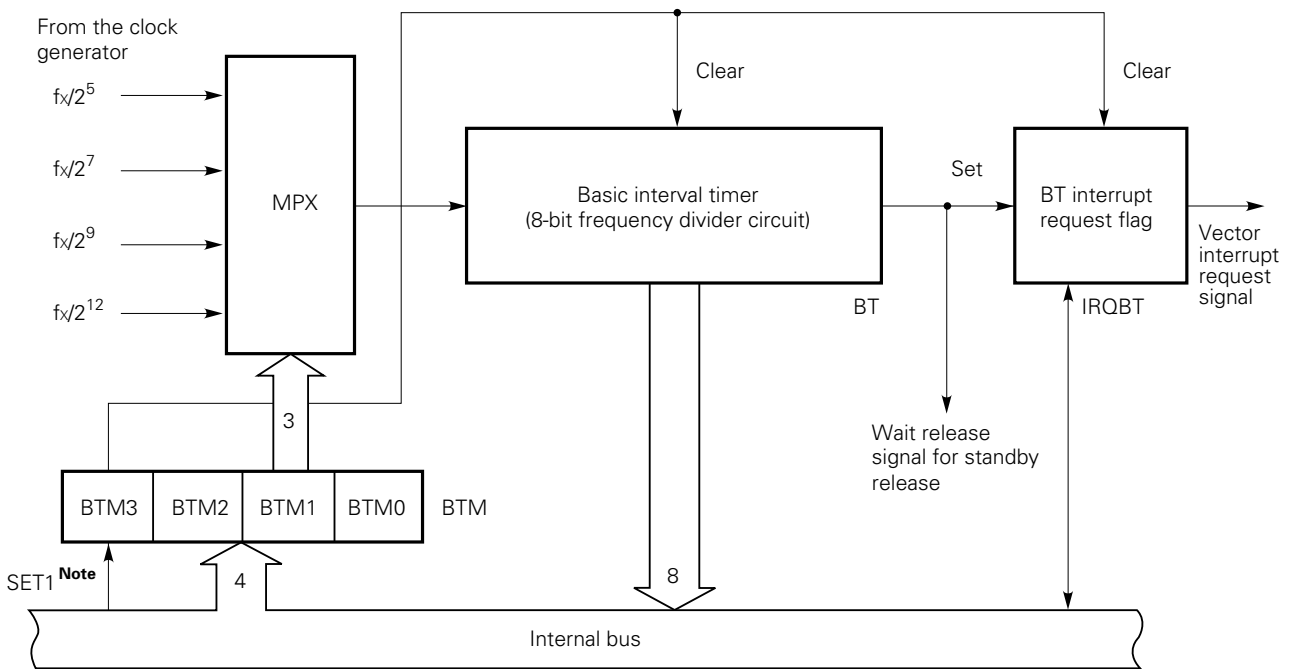 From the clock
generator
fx/2^5
fx/2^7
fx/2^9
fx/2^12
MPX
Clear
Clear
Basic interval timer
(8-bit frequency divider circuit)
Set
BT interrupt
request flag
Vector
interrupt
request
signal
BT
IRQBT
3
Wait release
signal for standby
release
BTM3 BTM2 BTM1 BTM0 BTM
SET1 Note
4
8
Internal bus